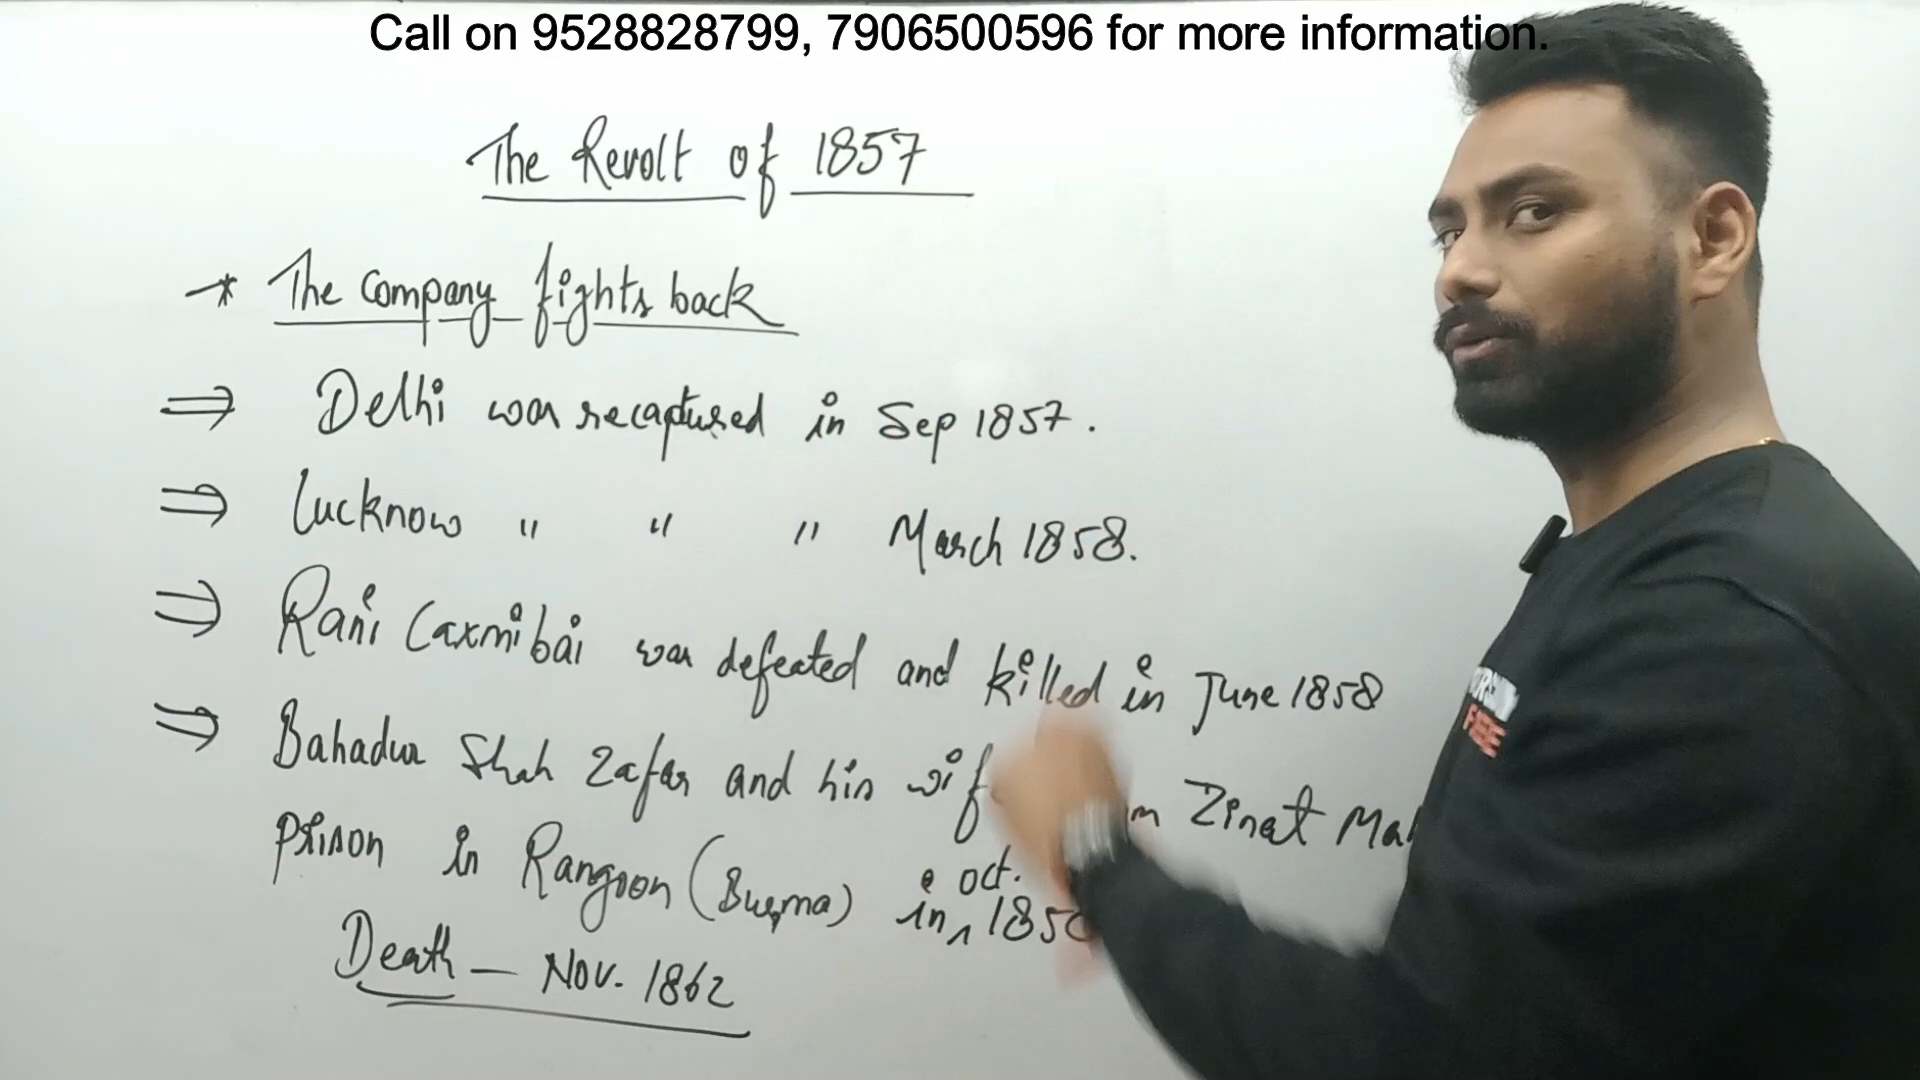 Call on 9528828799, 7906500596 for more information.
The Revolt of 1857
* The Company fights back
⇒ Delhi was recaptured in Sep 1857.
⇒ Lucknow " " " March 1858.
⇒ Rani Laxmibai was defeated and killed in June 1858
⇒ Bahadur Shah Zafar and his Zinat
prison in Rangoon (Burma) in oct.
Death - Nov. 1862
FREE